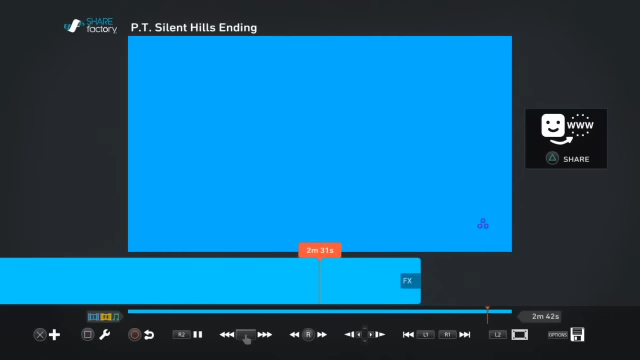 SHARE
factory
P.T. Silent Hills Ending
WWW
SHARE
2m 31s
FX
2m 42s
R2
R
L1
R1
L2
OPTIONS